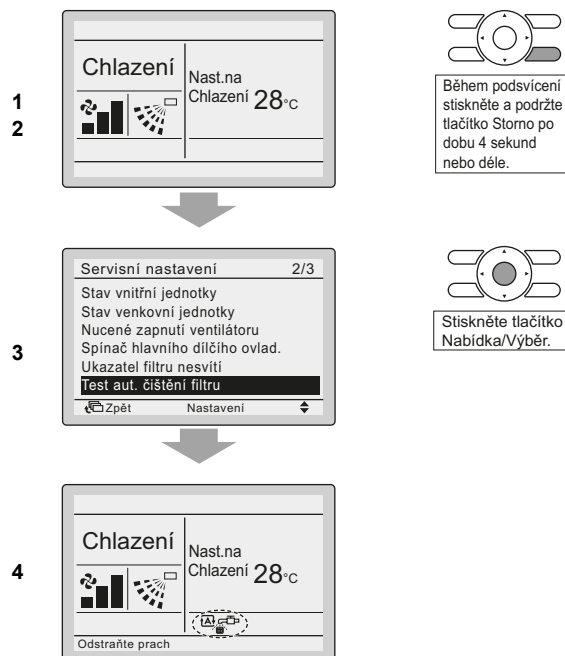 1
2
Chlazení
Nast.na
Chlazení 28°C
Během podsvícení
stiskněte a podržte
tlačítko Storno po
dobu 4 sekund
nebo déle.
3
Servisní nastavení 2/3
Stav vnitřní jednotky
Stav venkovní jednotky
Nucené zapnutí ventilátoru
Spínač hlavního dílčího ovlad.
Ukazatel filtru nesvítí
Test aut. čištění filtru
Zpět Nastavení
Stiskněte tlačítko
Nabídka/Výběr.
4
Chlazení
Nast.na
Chlazení 28°C
A
Odstraňte prach